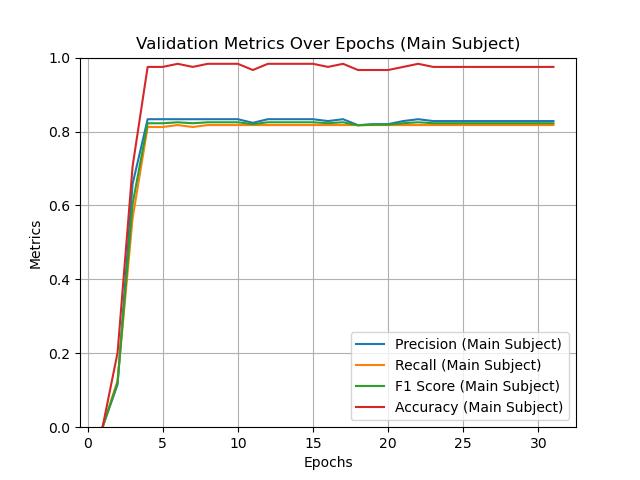 Validation Metrics Over Epochs (Main Subject)
1.0
0.8
0.6
0.4
0.2
0.0
Metrics
Precision (Main Subject)
Recall (Main Subject)
F1 Score (Main Subject)
Accuracy (Main Subject)
0 5 10 15 20 25 30
Epochs